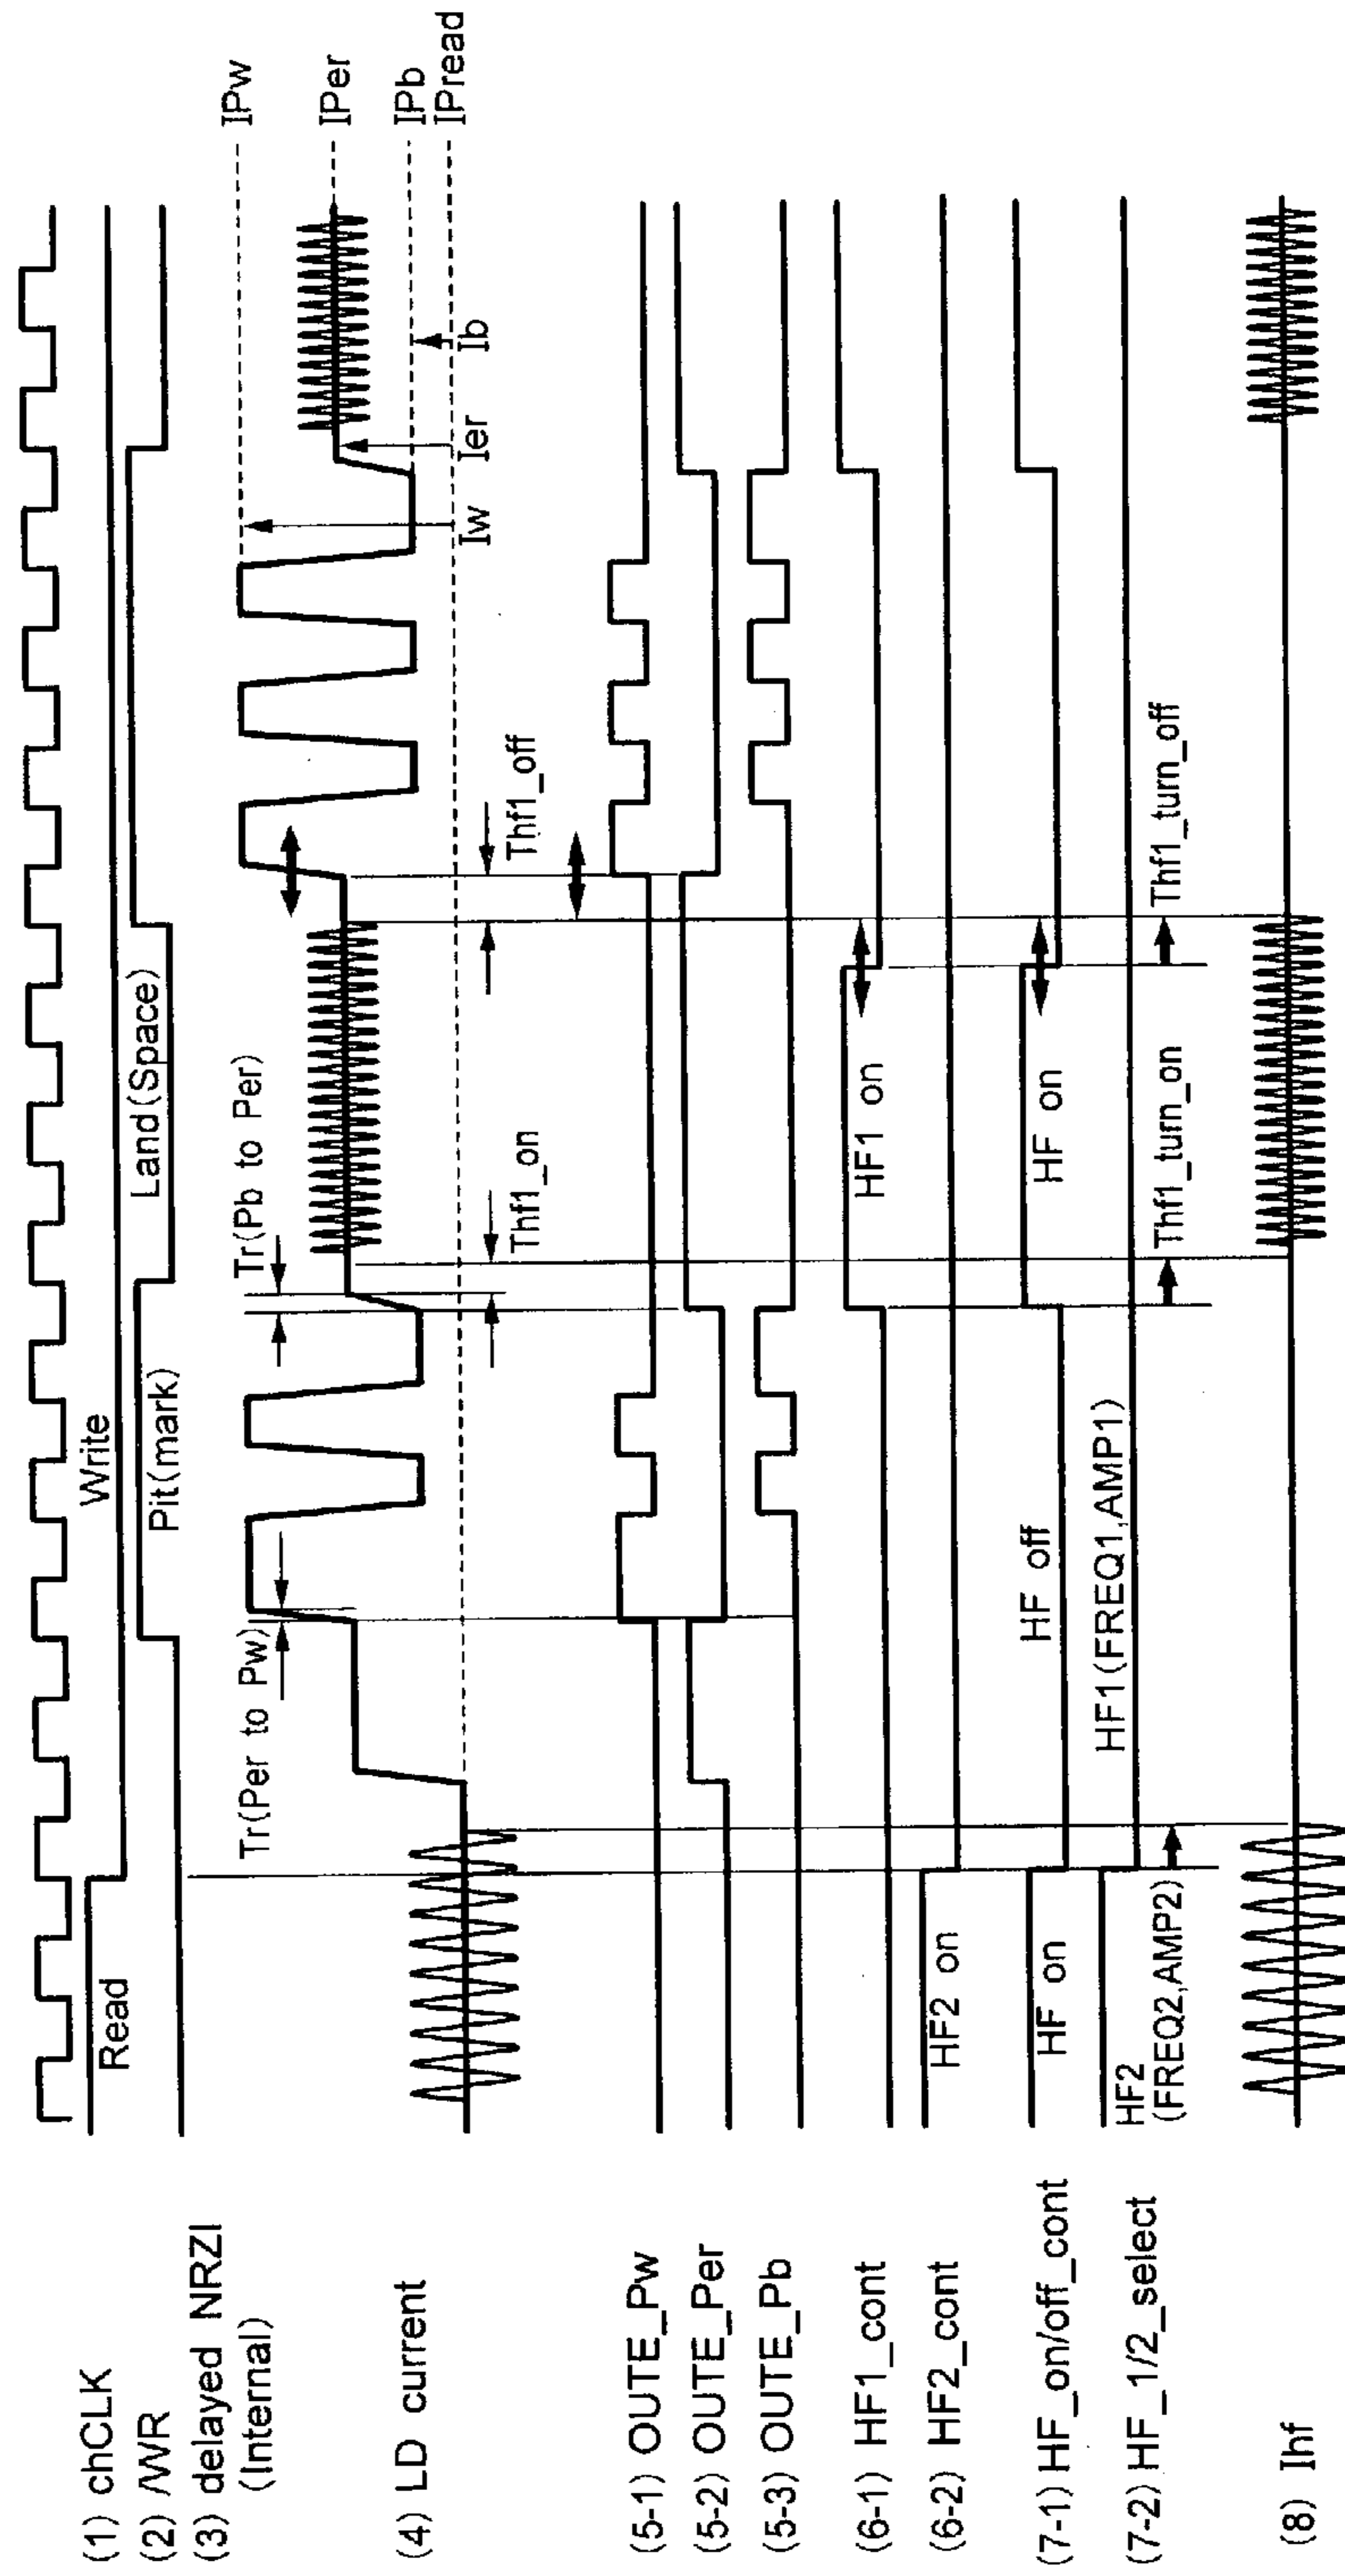 (1) chCLK
(2) /WR
(3) delayed NRZI
(Internal)
(4) LD current
(5-1) OUTE_Pw
(5-2) OUTE_Per
(5-3) OUTE_Pb
(6-1) HF1_cont
(6-2) HF2_cont
(7-1) HF_on/off_cont
(7-2) HF_1/2_select
(8) Ihf
Read
Write
Pit(mark)
Land(Space)
Tr(Per to Pw)
Tr(Pb to Per)
IPw
IPer
IPb
IPread
Iw
Ier
Ib
Thf1_on
Thf1_off
HF1 on
HF2 on
HF on
HF off
HF on
HF2
(FREQ2,AMP2)
HF1(FREQ1,AMP1)
Thf1_turn_on
Thf1_turn_off